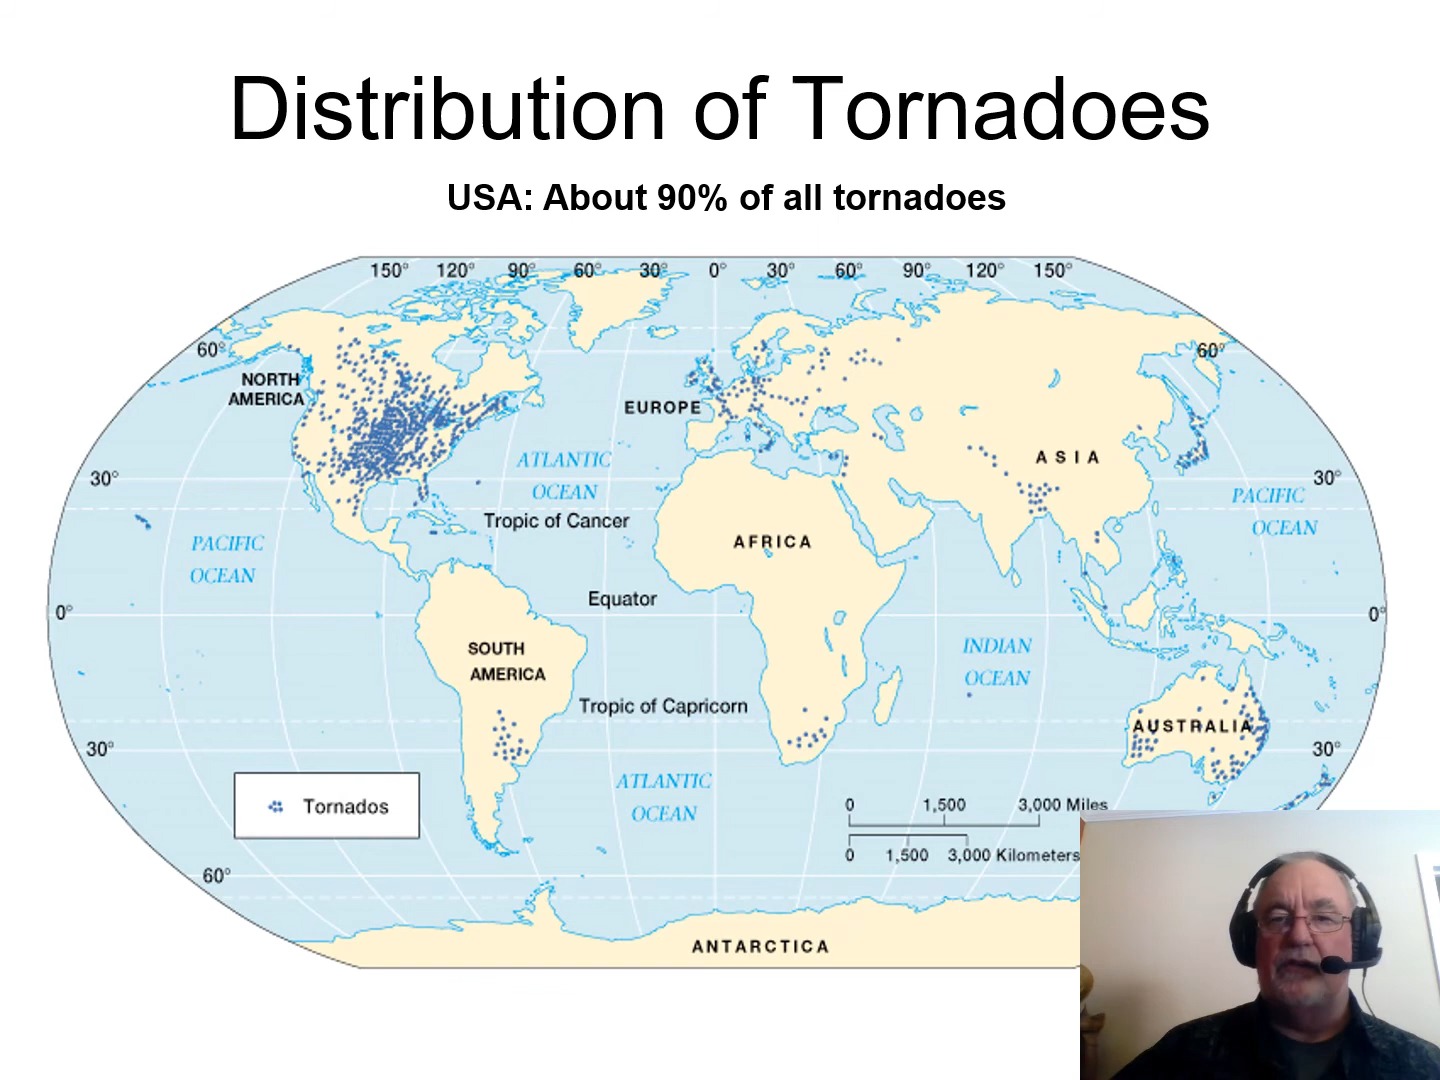 Distribution of Tornadoes
USA: About 90% of all tornadoes
150° 120° 90° 60° 30° 0° 30° 60° 90° 120° 150°
60° 60°
NORTH
AMERICA
EUROPE
ASIA
ATLANTIC
OCEAN
30° 30°
PACIFIC
OCEAN
Tropic of Cancer
PACIFIC
OCEAN
AFRICA
Equator
0° 0°
SOUTH
AMERICA
INDIAN
OCEAN
Tropic of Capricorn
AUSTRALIA
30° 30°
ATLANTIC
OCEAN
Tornados
0 1,500 3,000 Miles
0 1,500 3,000 Kilometers
60°
ANTARCTICA